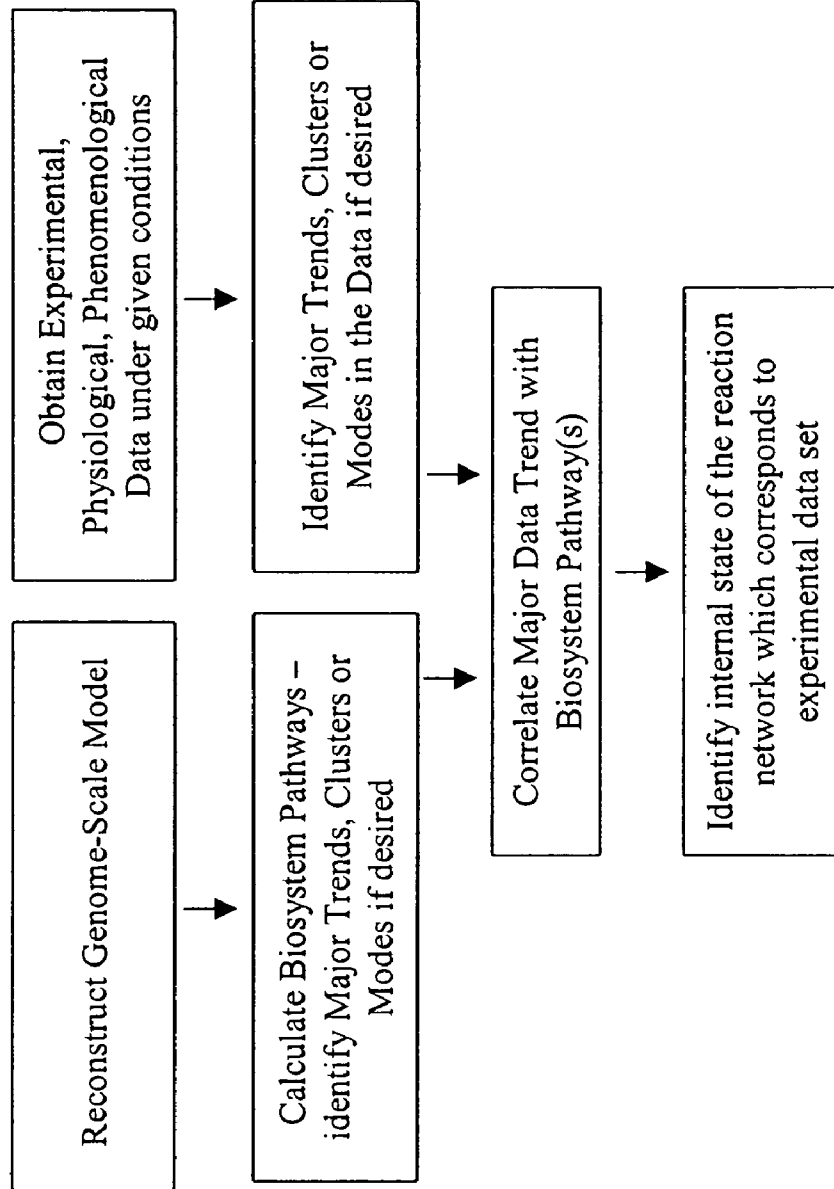 Reconstruct Genome-Scale Model
Obtain Experimental,
Physiological, Phenomenological
Data under given conditions
Calculate Biosystem Pathways –
identify Major Trends, Clusters or
Modes if desired
Identify Major Trends, Clusters or
Modes in the Data if desired
Correlate Major Data Trend with
Biosystem Pathway(s)
Identify internal state of the reaction
network which corresponds to
experimental data set